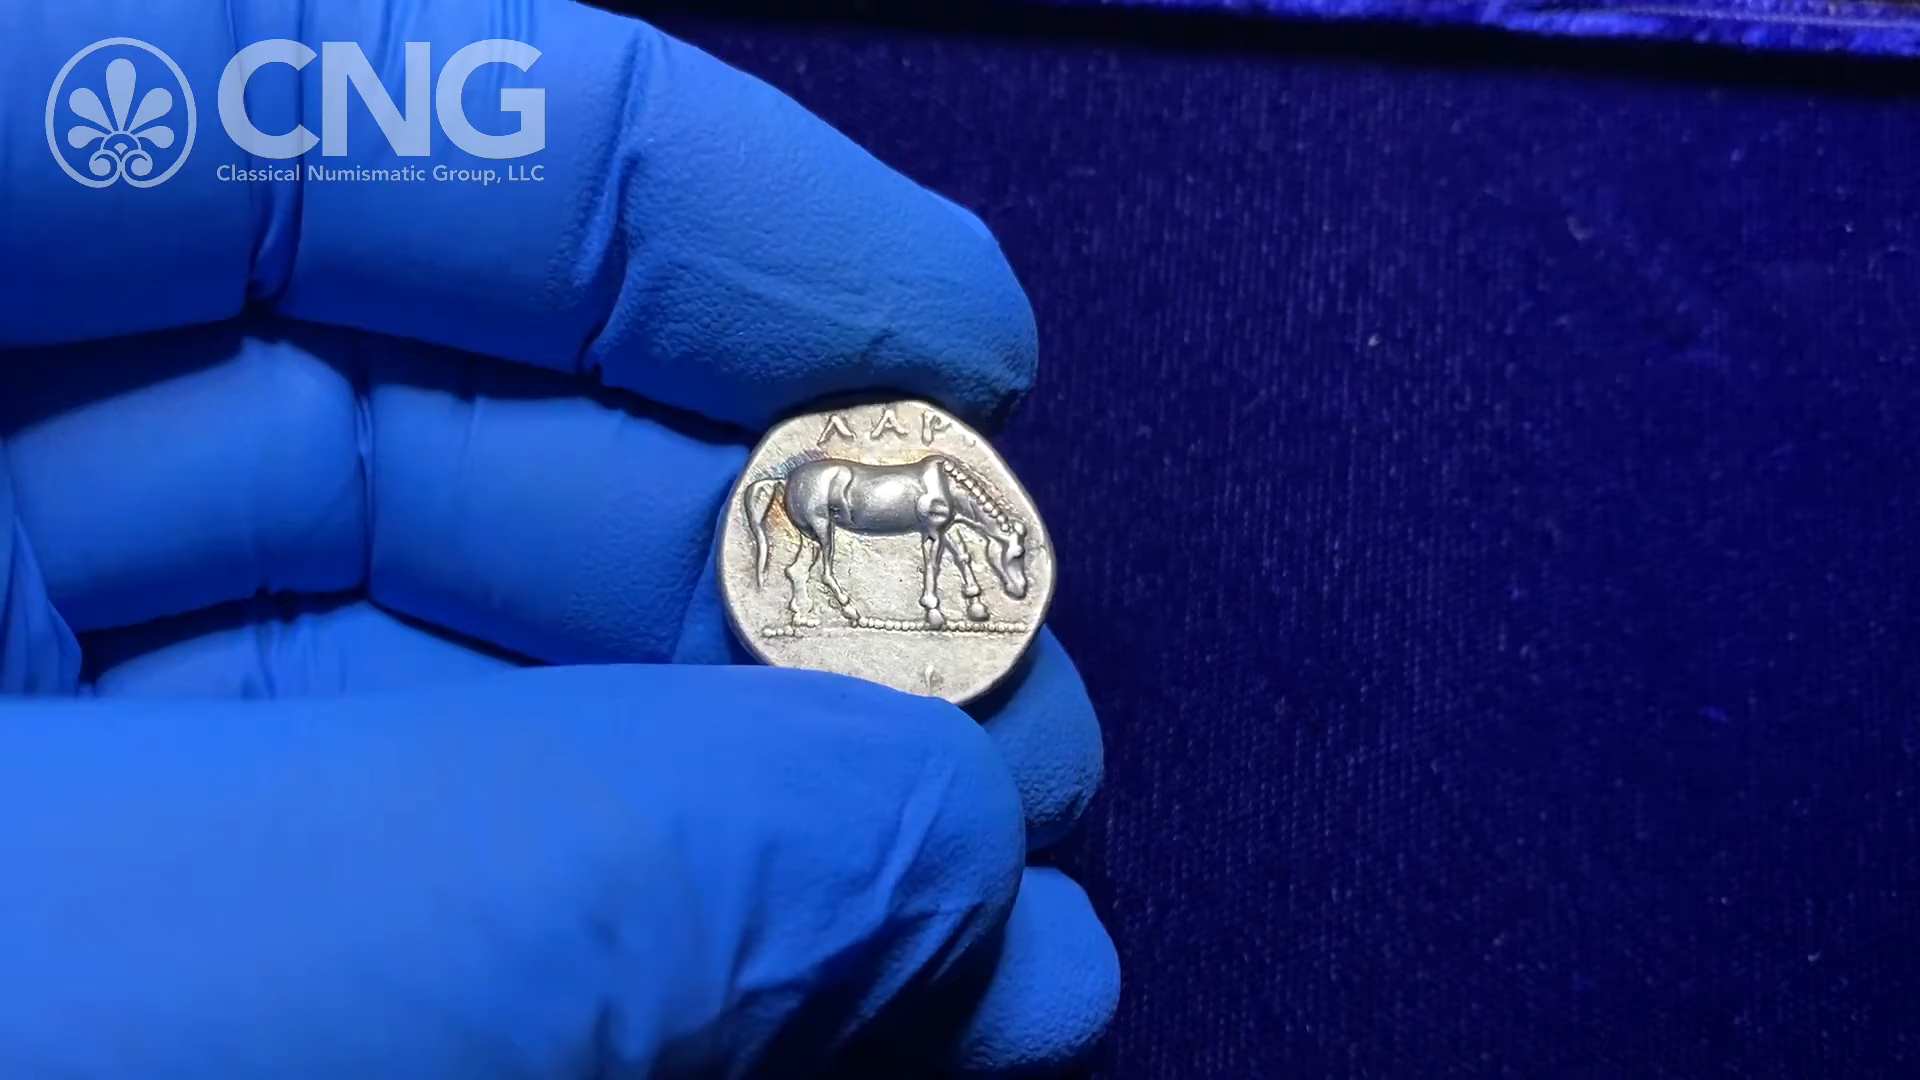 CNG
Classical Numismatic Group, LLC
ΛΑΡ